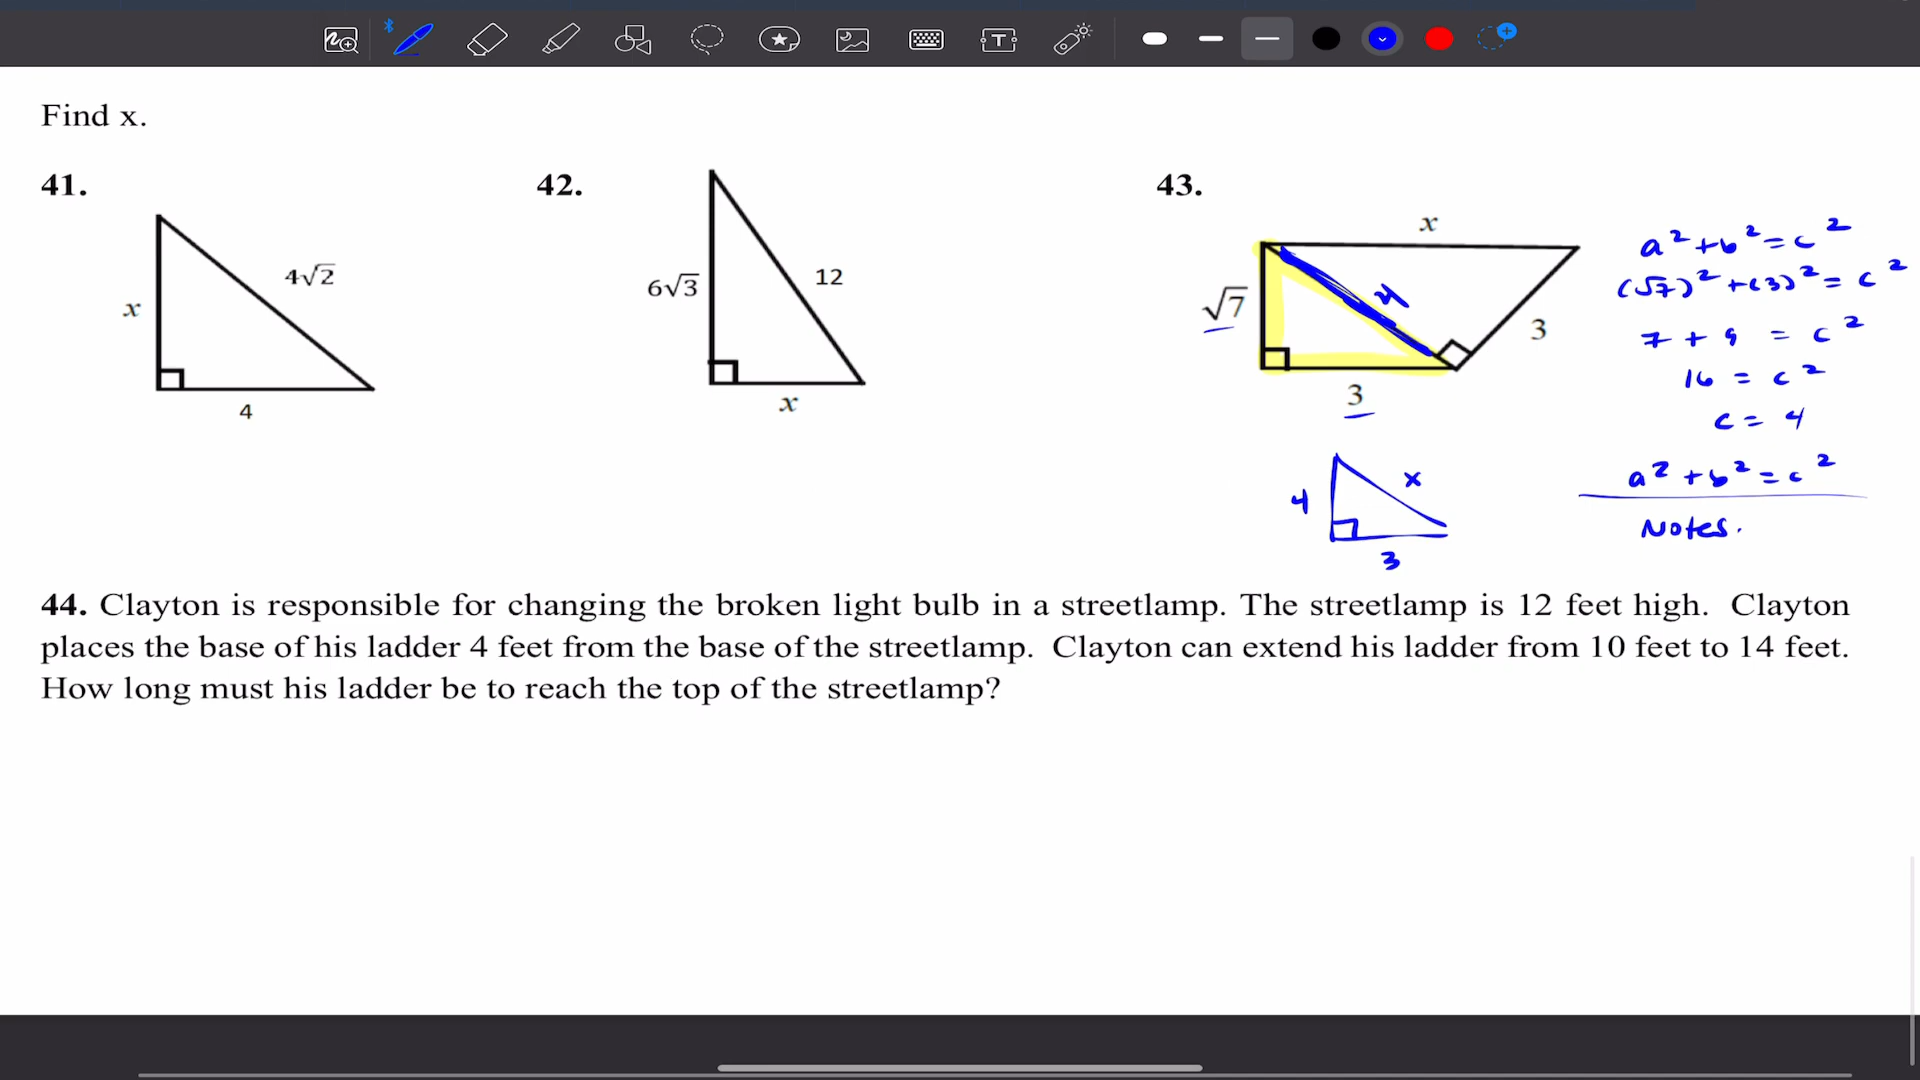 Find x.
41.
x
4√2
4
42.
6√3
12
x
43.
x
√7
3
3
4
a² + b² = c²
(√7)² + (3)² = c²
7 + 9 = c²
16 = c²
c = 4
a² + b² = c²
Notes.
4
x
3
44. Clayton is responsible for changing the broken light bulb in a streetlamp. The streetlamp is 12 feet high. Clayton
places the base of his ladder 4 feet from the base of the streetlamp. Clayton can extend his ladder from 10 feet to 14 feet.
How long must his ladder be to reach the top of the streetlamp?